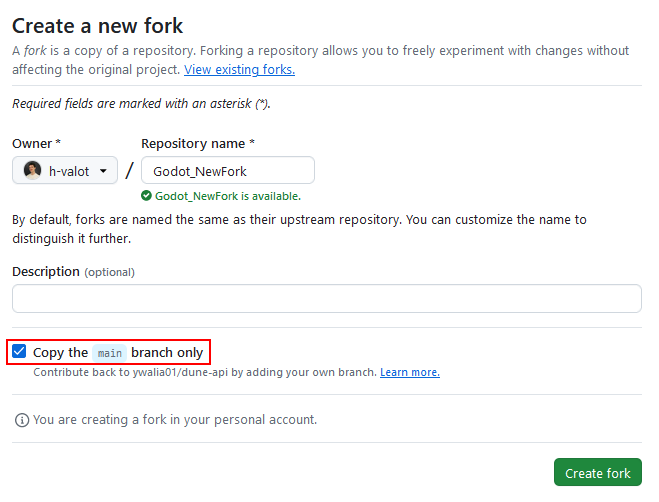 Create a new fork
A fork is a copy of a repository. Forking a repository allows you to freely experiment with changes without
affecting the original project. View existing forks.
Required fields are marked with an asterisk (*).
Owner * Repository name *
h-valot / Godot_NewFork
Godot_NewFork is available.
By default, forks are named the same as their upstream repository. You can customize the name to
distinguish it further.
Description (optional)
Copy the main branch only
Contribute back to ywalia01/dune-api by adding your own branch. Learn more.
You are creating a fork in your personal account.
Create fork